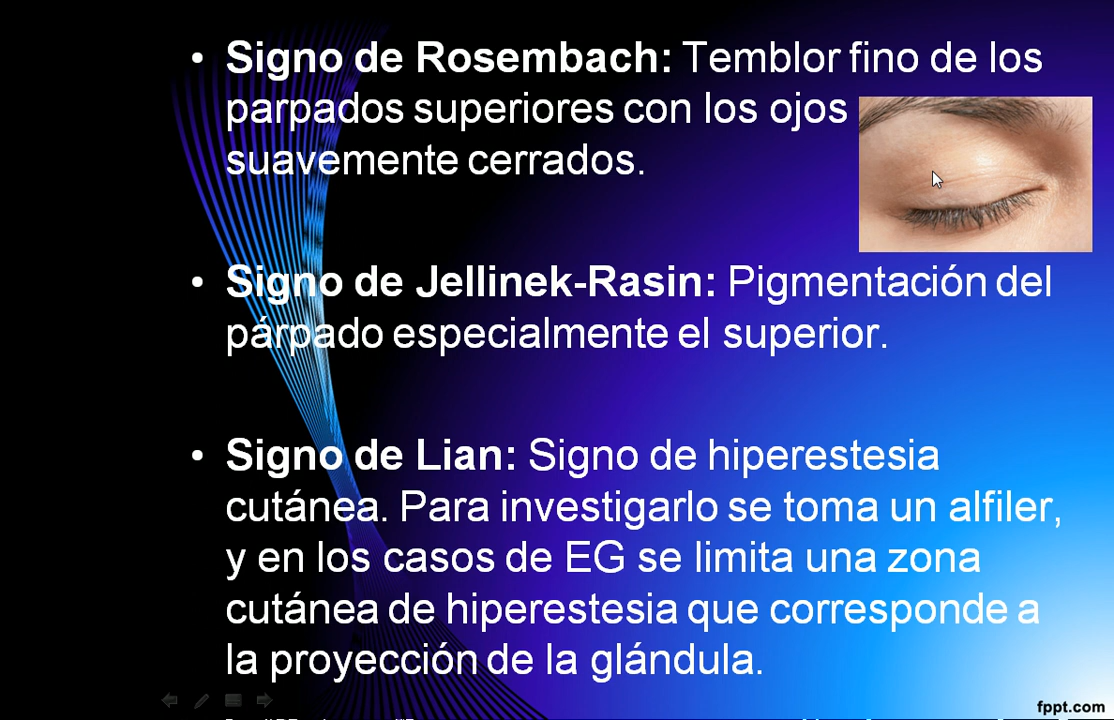 • Signo de Rosembach: Temblor fino de los
parpados superiores con los ojos
suavemente cerrados.
• Signo de Jellinek-Rasin: Pigmentación del
párpado especialmente el superior.
• Signo de Lian: Signo de hiperestesia
cutánea. Para investigarlo se toma un alfiler,
y en los casos de EG se limita una zona
cutánea de hiperestesia que corresponde a
la proyección de la glándula.
fppt.com